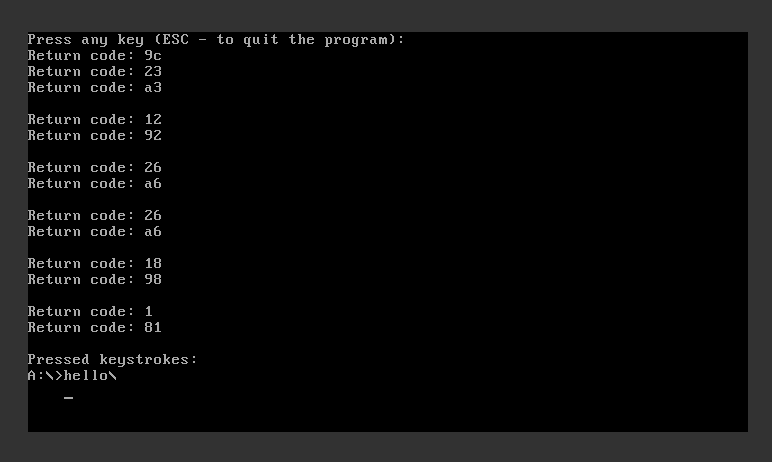 Press any key (ESC - to quit the program):
Return code: 9c
Return code: 23
Return code: a3
Return code: 12
Return code: 92
Return code: 26
Return code: a6
Return code: 26
Return code: a6
Return code: 18
Return code: 98
Return code: 1
Return code: 81
Pressed keystrokes:
A:\>hello\
_